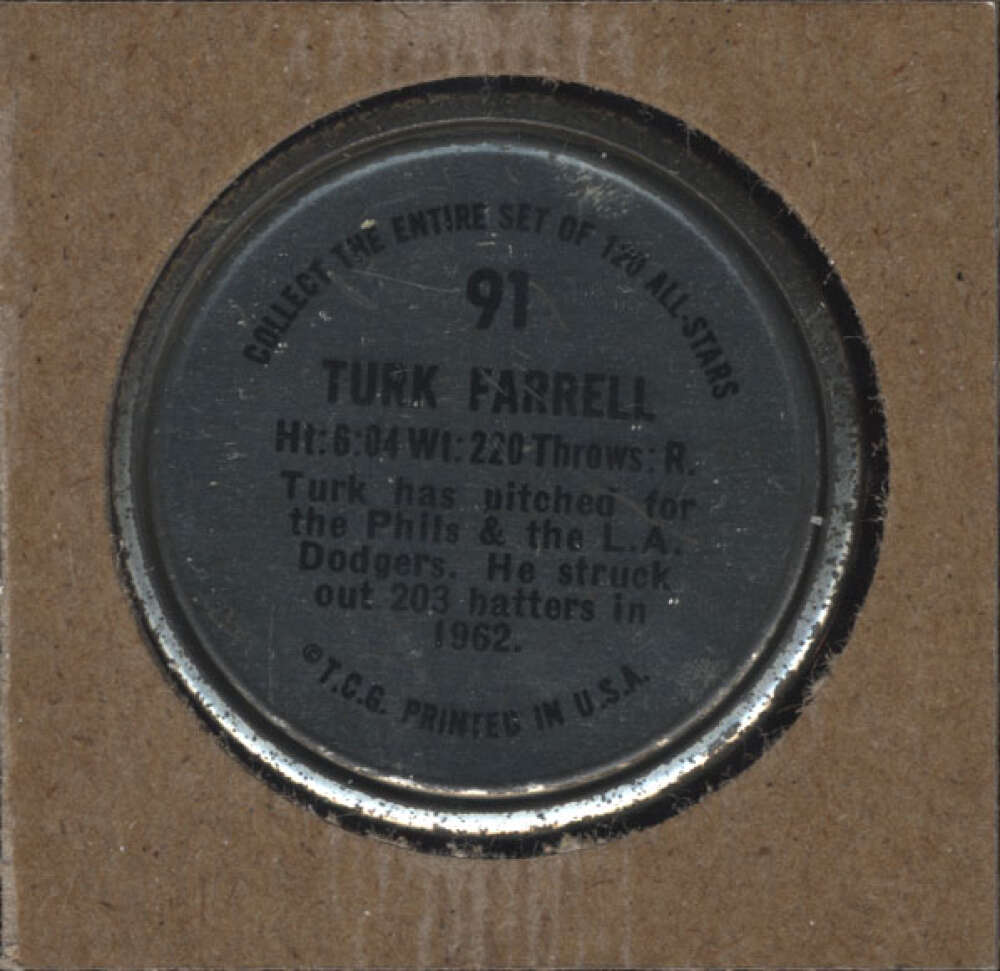 COLLECT THE ENTIRE SET OF 120 ALL-STARS
91
TURK FARRELL
Ht: 6:04 Wt: 220 Throws: R.
Turk has pitched for
the Phils & the L.A.
Dodgers. He struck
out 203 batters in
1962.
©T.C.G. PRINTED IN U.S.A.